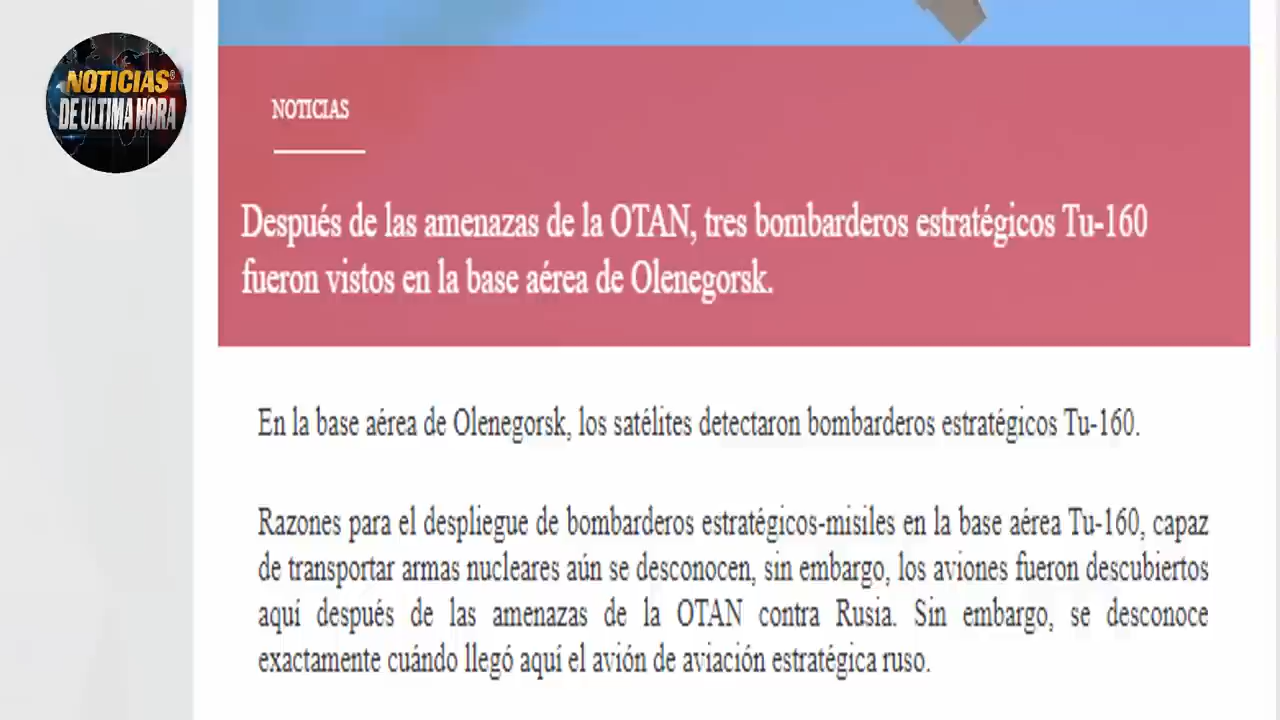 NOTICIAS®
DE ULTIMA HORA
NOTICIAS
Después de las amenazas de la OTAN, tres bombarderos estratégicos Tu-160
fueron vistos en la base aérea de Olenegorsk.
En la base aérea de Olenegorsk, los satélites detectaron bombarderos estratégicos Tu-160.
Razones para el despliegue de bombarderos estratégicos-misiles en la base aérea Tu-160, capaz
de transportar armas nucleares aún se desconocen, sin embargo, los aviones fueron descubiertos
aquí después de las amenazas de la OTAN contra Rusia. Sin embargo, se desconoce
exactamente cuándo llegó aquí el avión de aviación estratégica ruso.